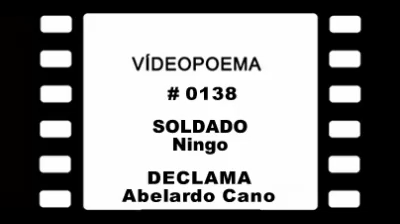 VÍDEOPOEMA
# 0138
SOLDADO
Ningo
DECLAMA
Abelardo Cano